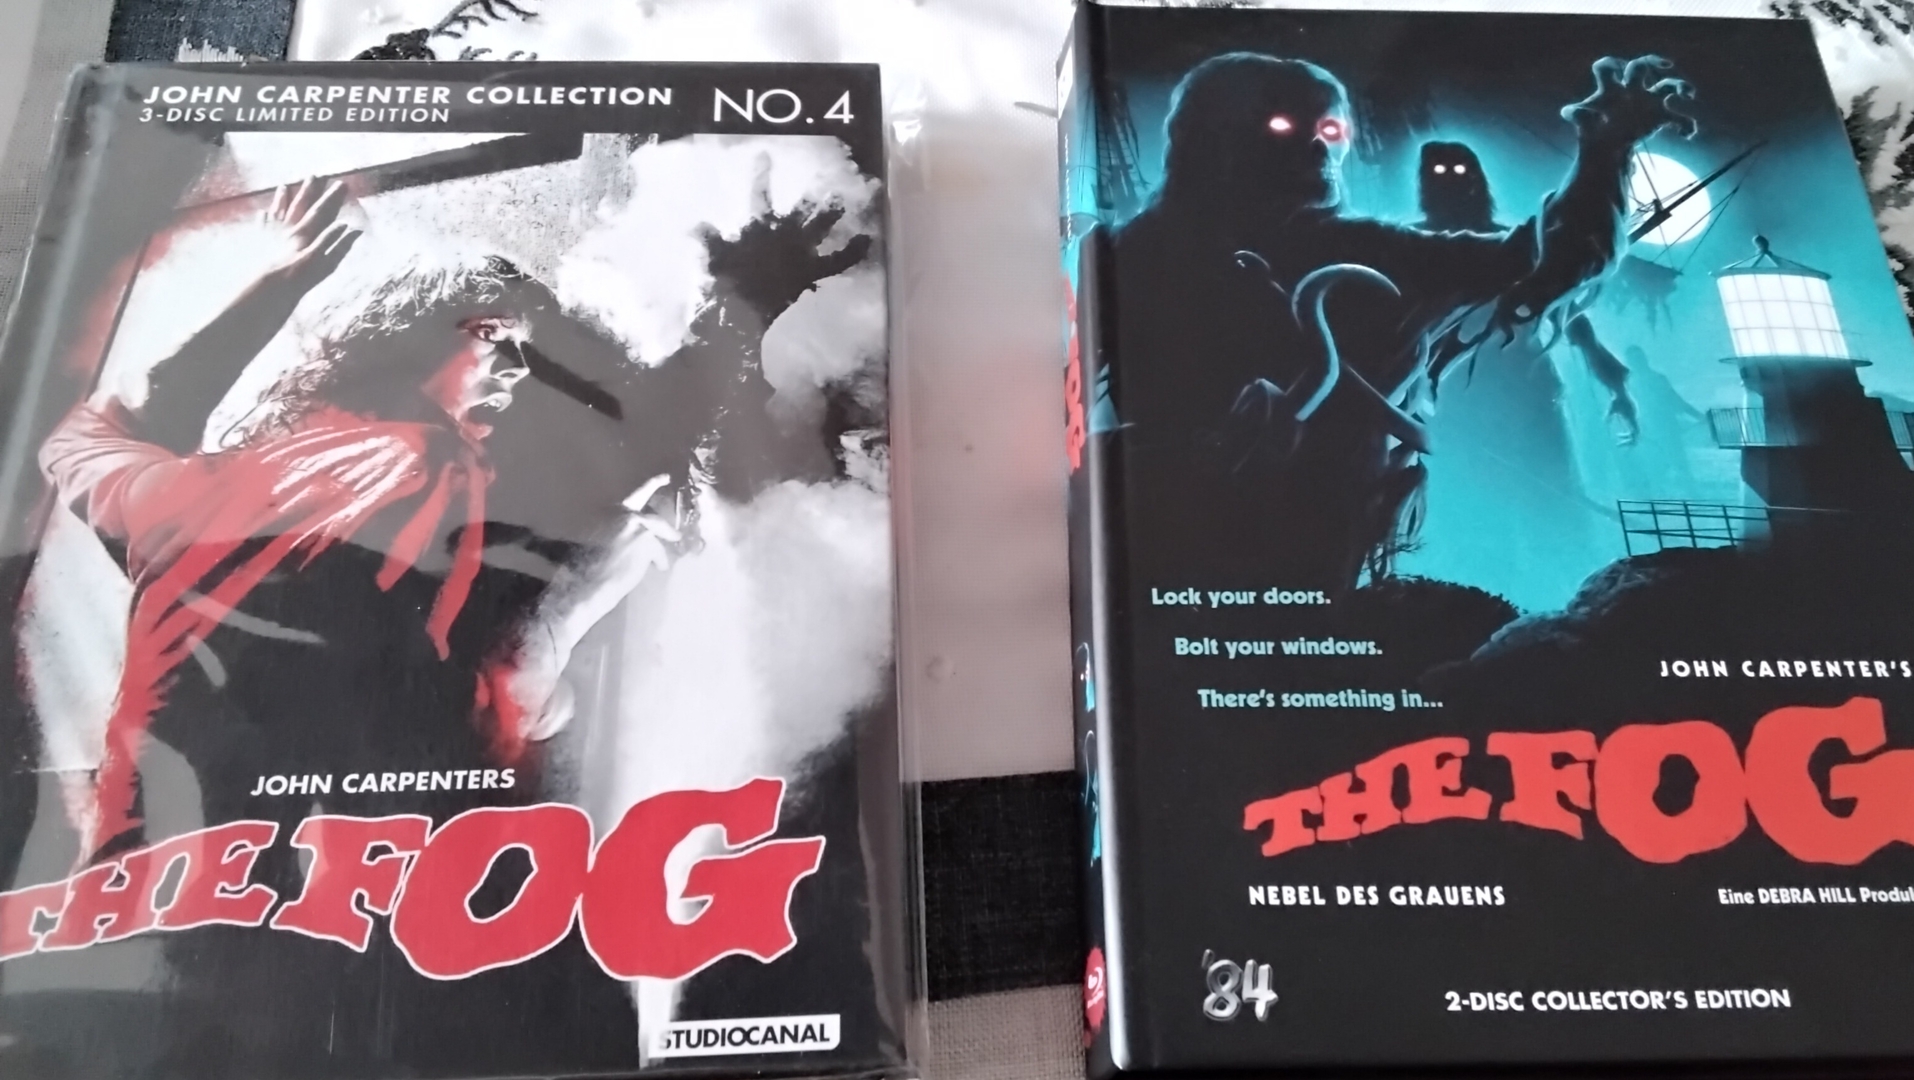 JOHN CARPENTER COLLECTION NO. 4
3-DISC LIMITED EDITION
JOHN CARPENTERS
THE FOG
STUDIOCANAL
Lock your doors.
Bolt your windows.
There's something in...
JOHN CARPENTER'S
THE FOG
NEBEL DES GRAUENS
Eine DEBRA HILL Produk
'84
2-DISC COLLECTOR'S EDITION